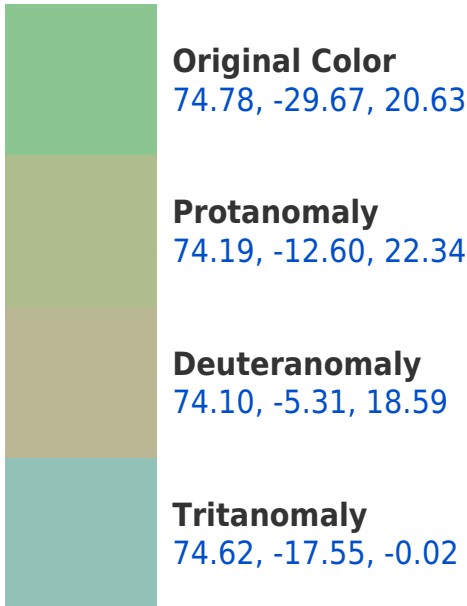 Original Color
74.78, -29.67, 20.63
Protanomaly
74.19, -12.60, 22.34
Deuteranomaly
74.10, -5.31, 18.59
Tritanomaly
74.62, -17.55, -0.02